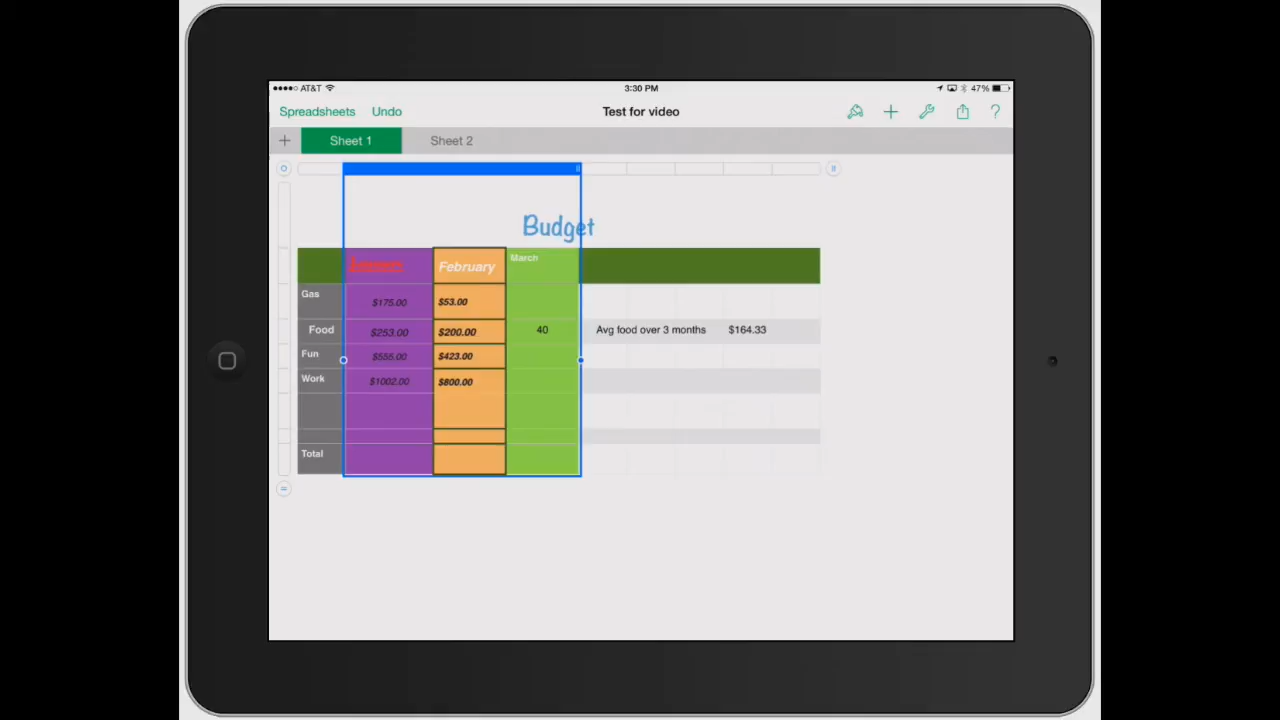 AT&T 3:30 PM 47%
Spreadsheets Undo Test for video
Sheet 1 Sheet 2
Budget
February March
Gas $175.00 $53.00
Food $253.00 $200.00 40 Avg food over 3 months $164.33
Fun $555.00 $423.00
Work $1002.00 $800.00
Total